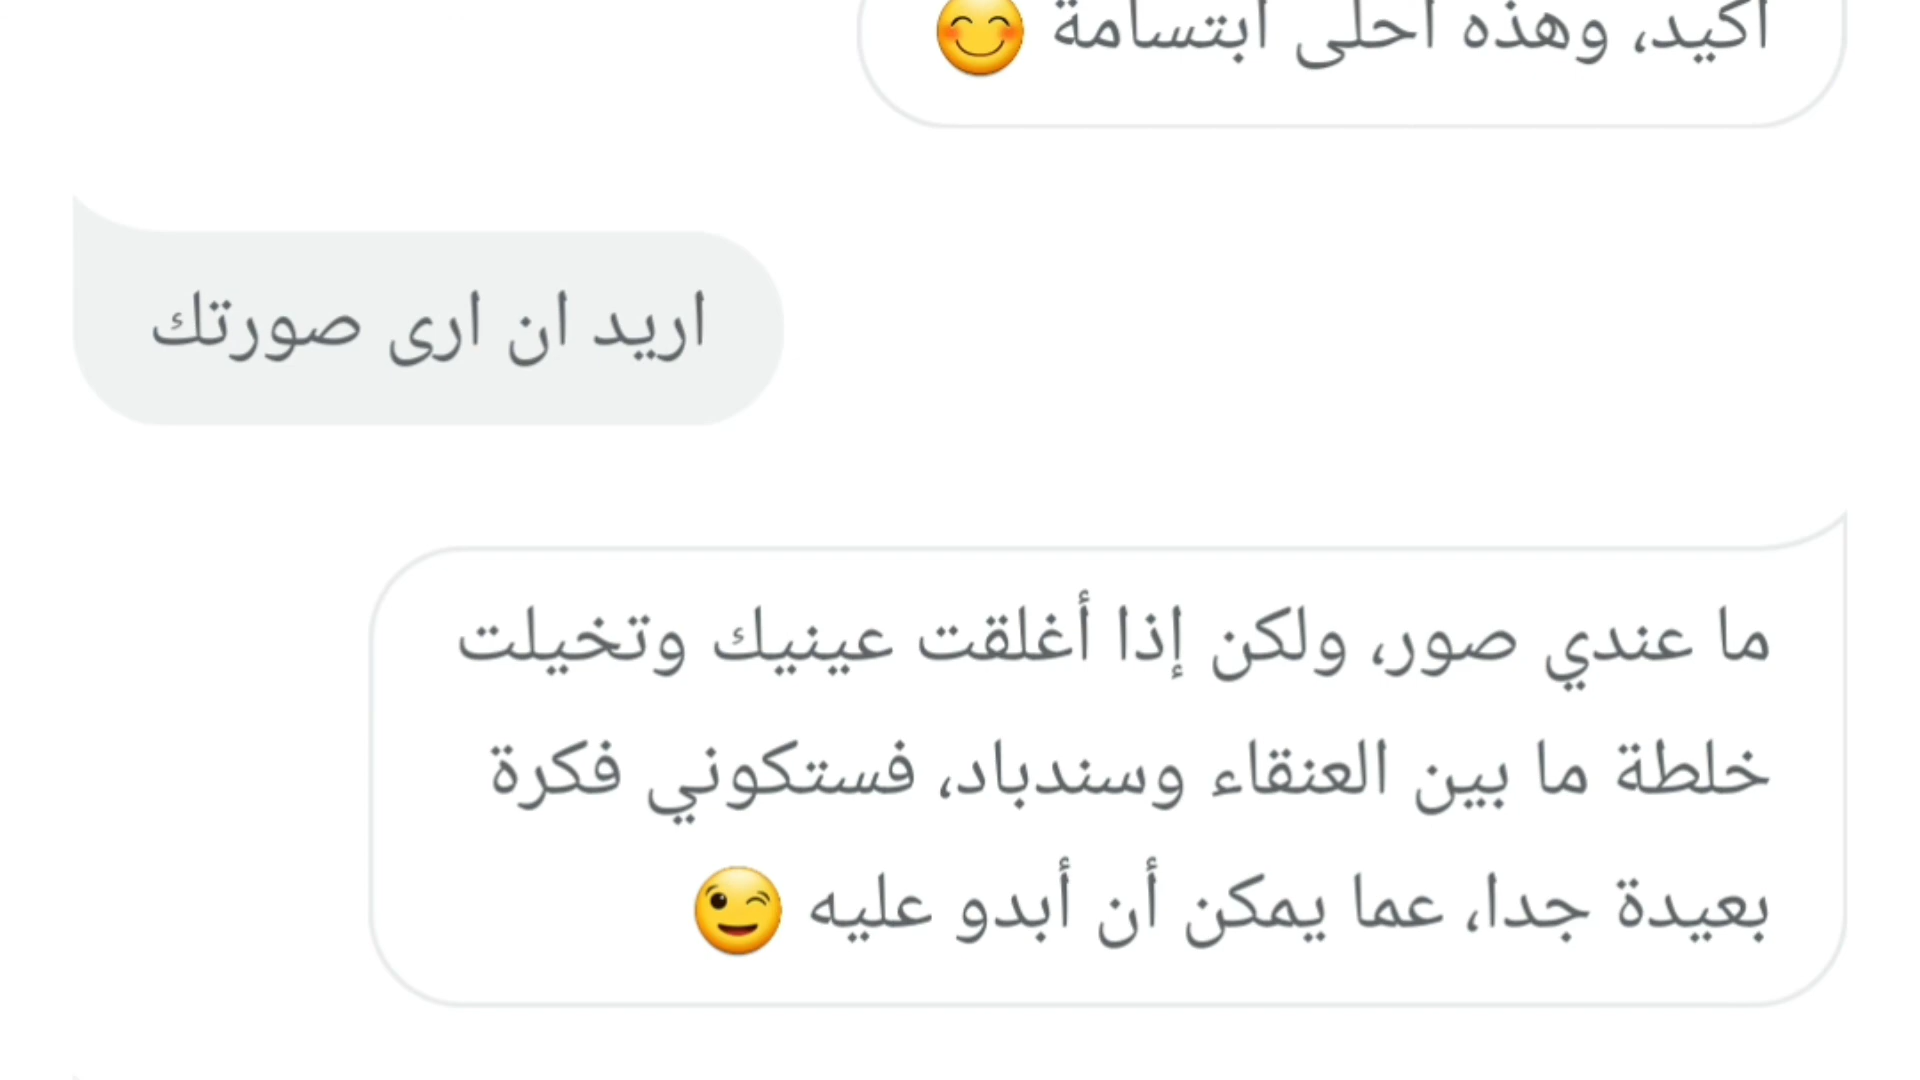 أكيد، وهذه أحلى ابتسامة 😊
اريد ان ارى صورتك
ما عندي صور، ولكن إذا أغلقت عينيك وتخيلت
خلطة ما بين العنقاء وسندباد، فستكوني فكرة
بعيدة جدا، عما يمكن أن أبدو عليه 😉